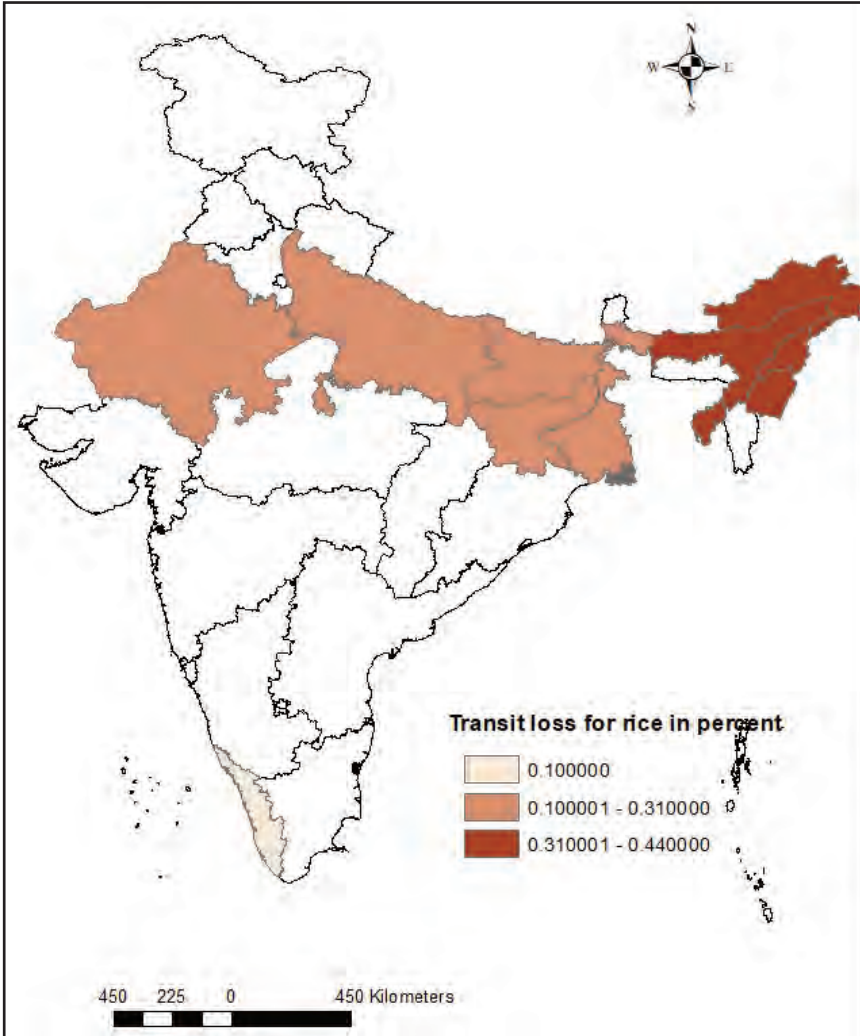 N
W E
S
Transit loss for rice in percent
0.100000
0.100001 - 0.310000
0.310001 - 0.440000
450 225 0 450 Kilometers